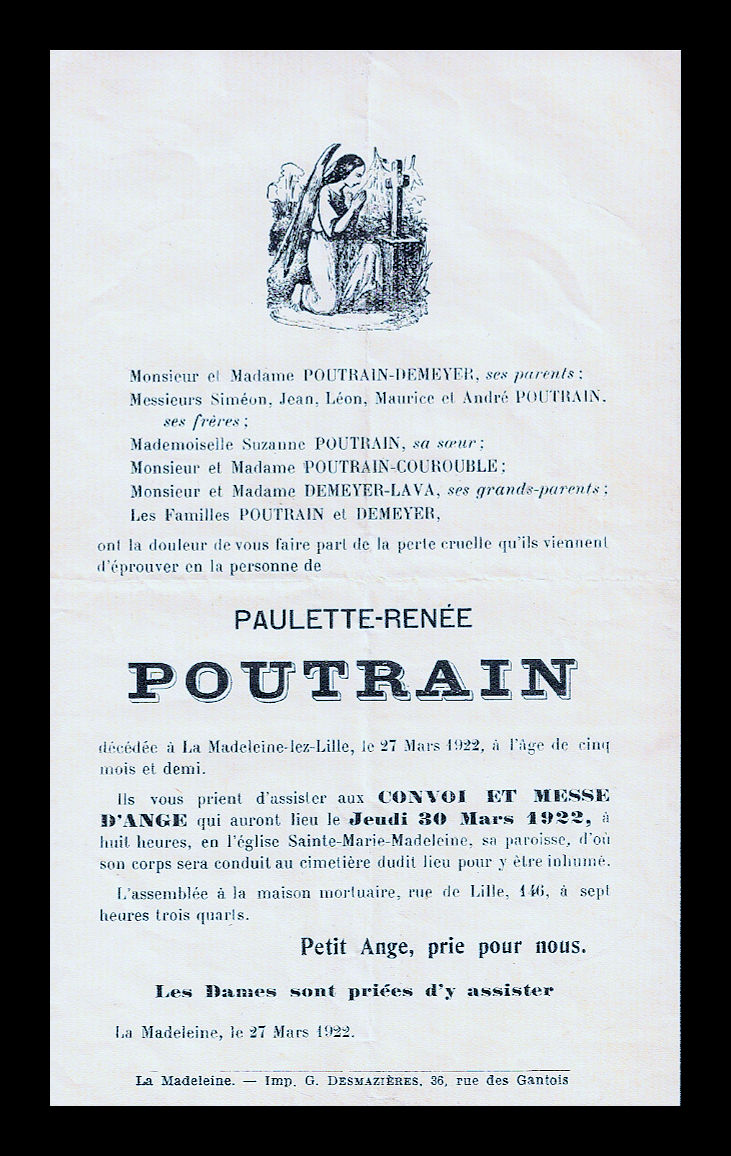 Monsieur et Madame POUTRAIN-DEMEYER, ses parents ;
Messieurs Siméon, Jean, Léon, Maurice et André POUTRAIN.
ses frères ;
Mademoiselle Suzanne POUTRAIN, sa sœur ;
Monsieur et Madame POUTRAIN-COUROUBLE ;
Monsieur et Madame DEMEYER-LAVA, ses grands-parents ;
Les Familles POUTRAIN et DEMEYER,
ont la douleur de vous faire part de la perte cruelle qu'ils viennent
d'éprouver en la personne de
PAULETTE-RENÉE
POUTRAIN
décédée à La Madeleine-lez-Lille, le 27 Mars 1922, à l'âge de cinq
mois et demi.
Ils vous prient d'assister aux CONVOI ET MESSE
D'ANGE qui auront lieu le Jeudi 30 Mars 1922, à
huit heures, en l'église Sainte-Marie-Madeleine, sa paroisse, d'où
son corps sera conduit au cimetière dudit lieu pour y être inhumé.
L'assemblée à la maison mortuaire, rue de Lille, 146, à sept
heures trois quarts.
Petit Ange, prie pour nous.
Les Dames sont priées d'y assister
La Madeleine, le 27 Mars 1922.
La Madeleine. — Imp. G. DESMAZIÈRES, 36, rue des Gantois